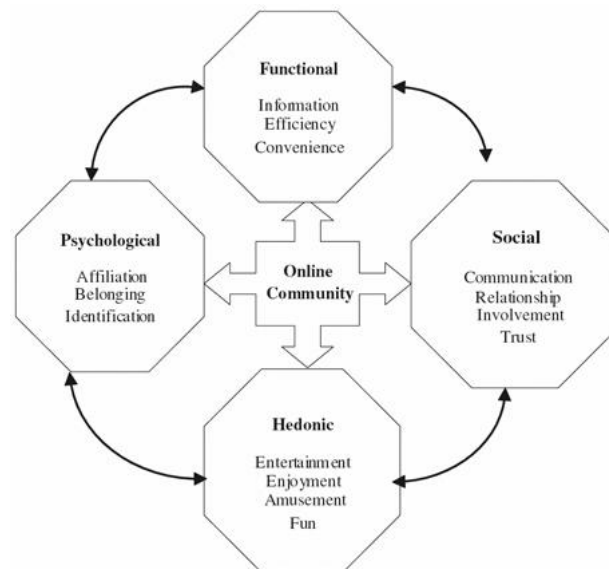 Functional
Information
Efficiency
Convenience
Psychological
Affiliation
Belonging
Identification
Online
Community
Social
Communication
Relationship
Involvement
Trust
Hedonic
Entertainment
Enjoyment
Amusement
Fun